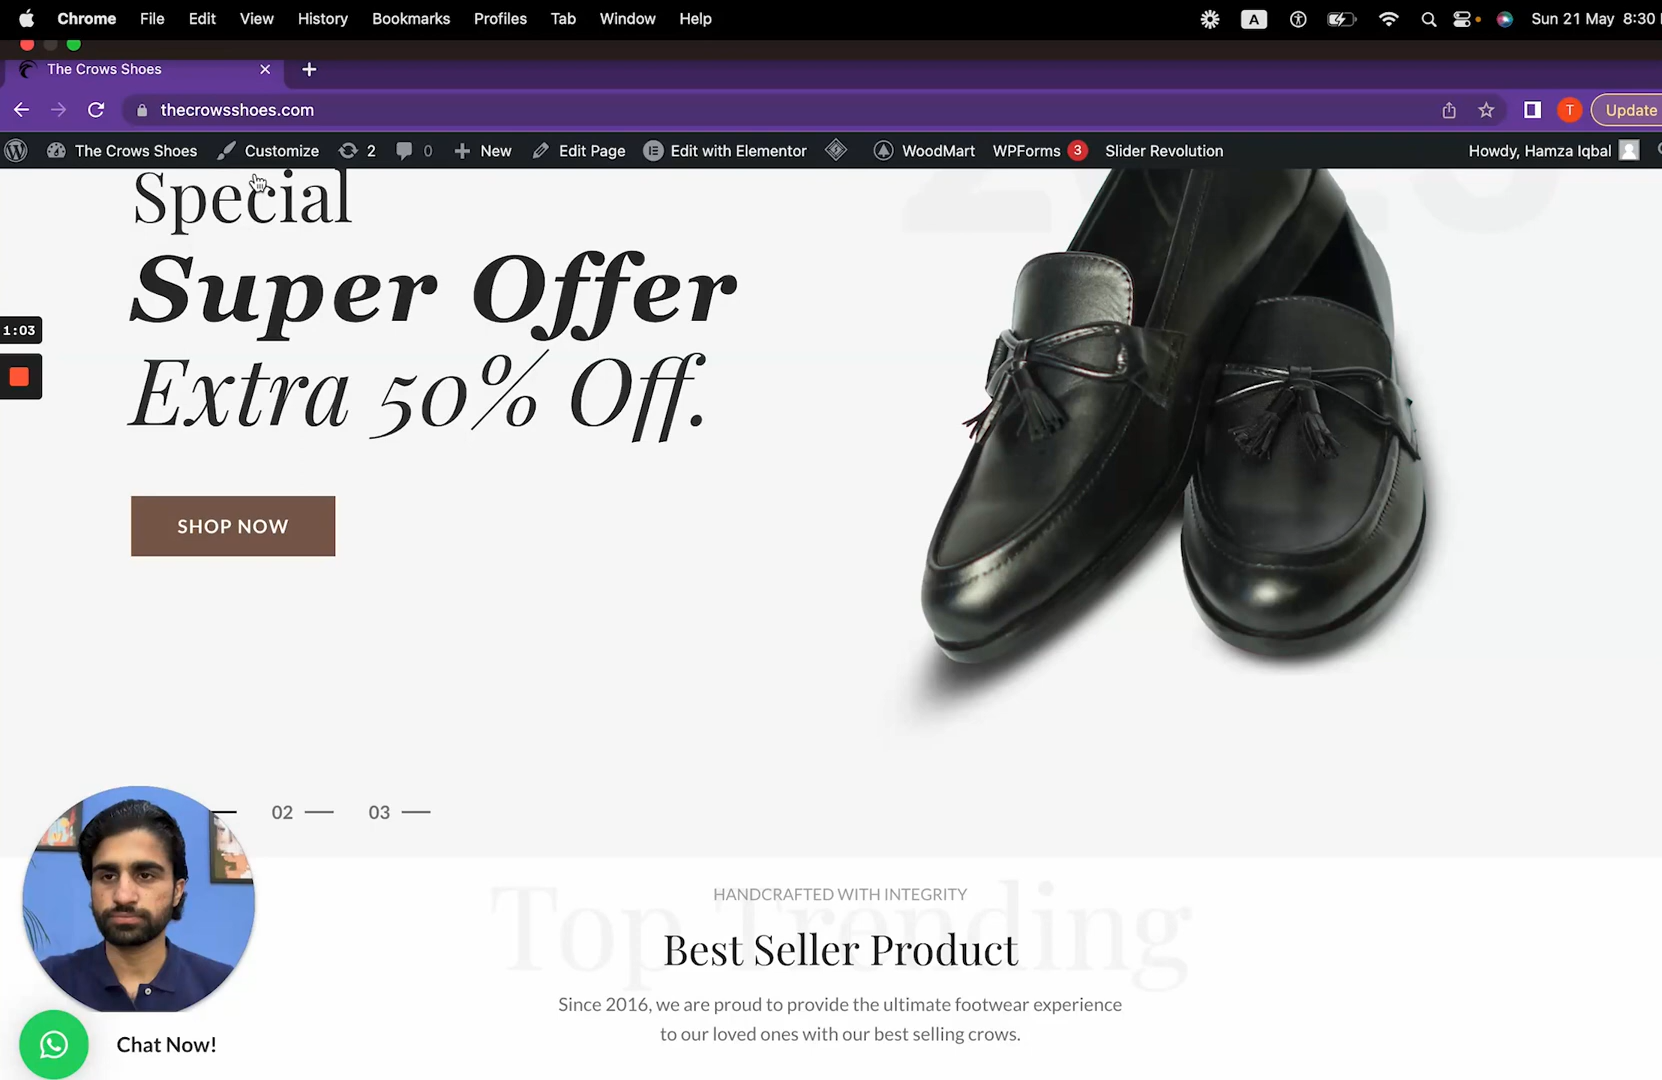 Chrome File Edit View History Bookmarks Profiles Tab Window Help A Sun 21 May 8:30
The Crows Shoes
thecrowsshoes.com T Update
The Crows Shoes Customize 2 0 New Edit Page Edit with Elementor WoodMart WPForms 3 Slider Revolution Howdy, Hamza Iqbal
Special
Super Offer
Extra 50% Off.
1:03
SHOP NOW
02 03
HANDCRAFTED WITH INTEGRITY
Top Trending
Best Seller Product
Since 2016, we are proud to provide the ultimate footwear experience
to our loved ones with our best selling crows.
Chat Now!